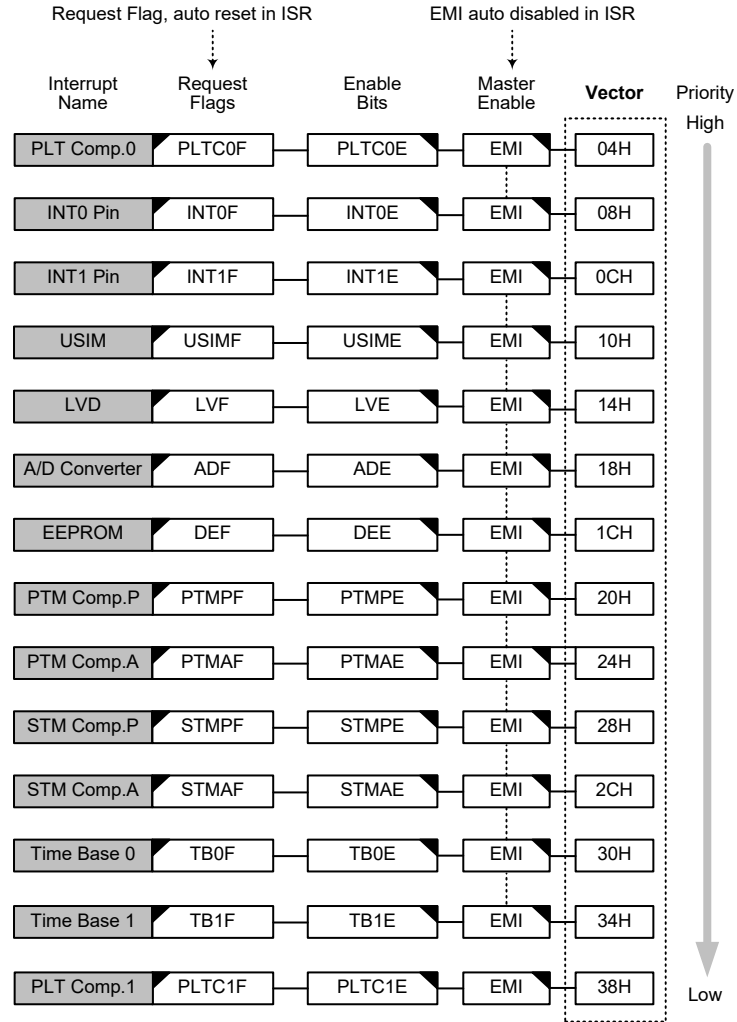 Request Flag, auto reset in ISR
EMI auto disabled in ISR
Interrupt Name
Request Flags
Enable Bits
Master Enable
Vector
Priority
High
PLT Comp.0 PLTC0F PLTC0E EMI 04H
INT0 Pin INT0F INT0E EMI 08H
INT1 Pin INT1F INT1E EMI 0CH
USIM USIMF USIME EMI 10H
LVD LVF LVE EMI 14H
A/D Converter ADF ADE EMI 18H
EEPROM DEF DEE EMI 1CH
PTM Comp.P PTMPF PTMPE EMI 20H
PTM Comp.A PTMAF PTMAE EMI 24H
STM Comp.P STMPF STMPE EMI 28H
STM Comp.A STMAF STMAE EMI 2CH
Time Base 0 TB0F TB0E EMI 30H
Time Base 1 TB1F TB1E EMI 34H
PLT Comp.1 PLTC1F PLTC1E EMI 38H
Low